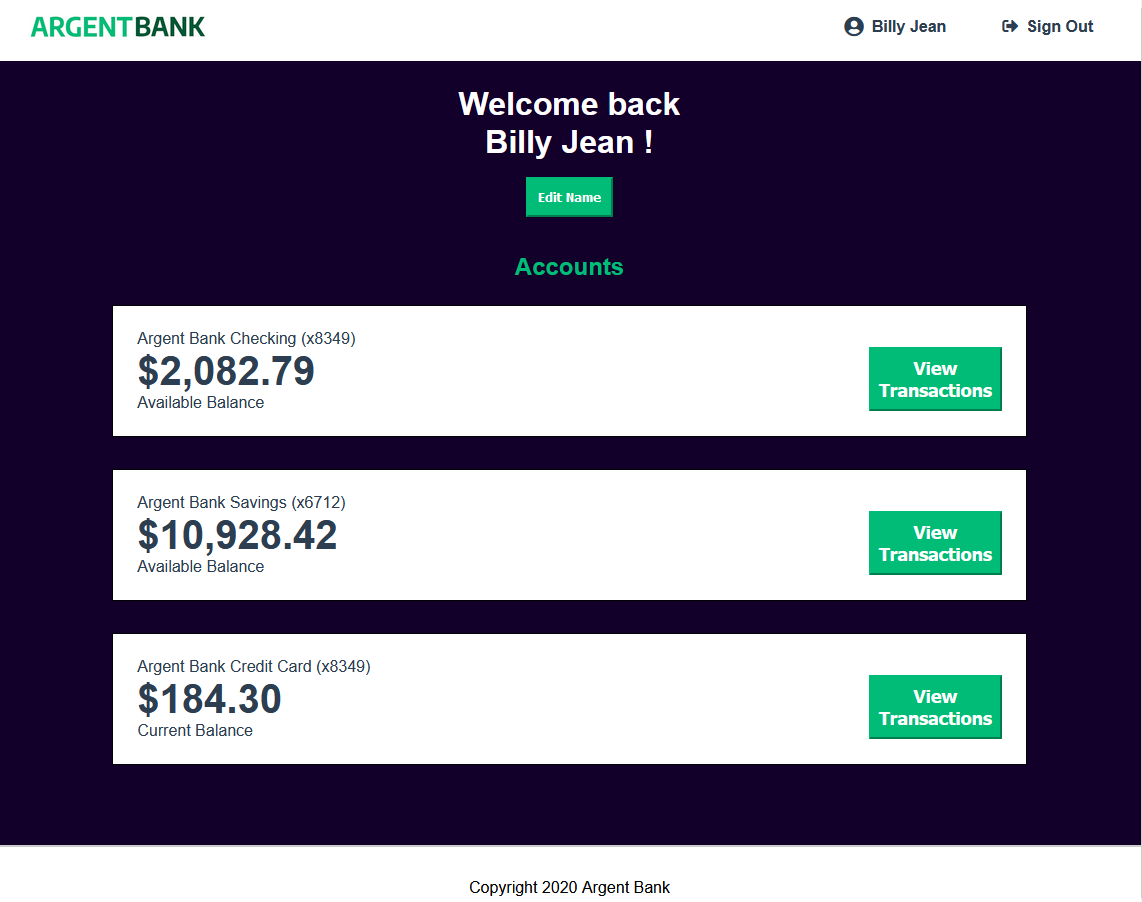 ARGENTBANK
Billy Jean
Sign Out
Welcome back
Billy Jean !
Edit Name
Accounts
Argent Bank Checking (x8349)
$2,082.79
Available Balance
View
Transactions
Argent Bank Savings (x6712)
$10,928.42
Available Balance
View
Transactions
Argent Bank Credit Card (x8349)
$184.30
Current Balance
View
Transactions
Copyright 2020 Argent Bank